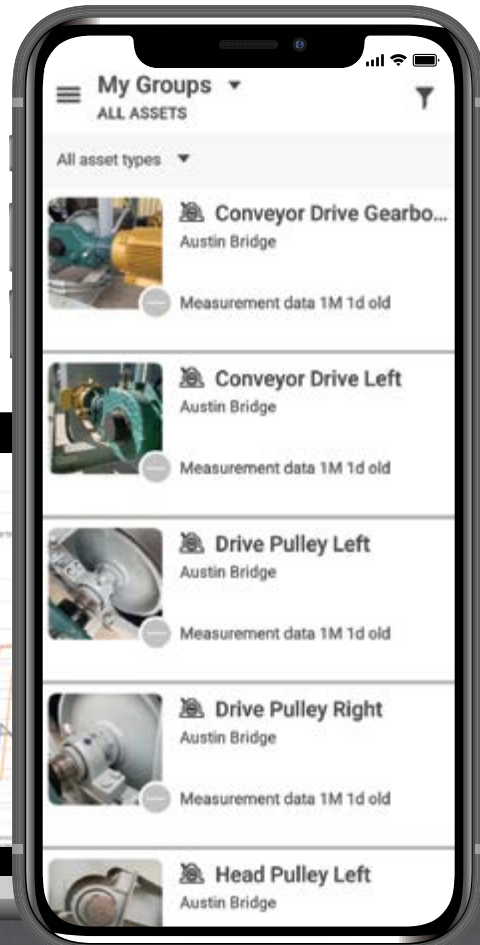 My Groups
ALL ASSETS
All asset types
Conveyor Drive Gearbo...
Austin Bridge
Measurement data 1M 1d old
Conveyor Drive Left
Austin Bridge
Measurement data 1M 1d old
Drive Pulley Left
Austin Bridge
Measurement data 1M 1d old
Drive Pulley Right
Austin Bridge
Measurement data 1M 1d old
Head Pulley Left
Austin Bridge